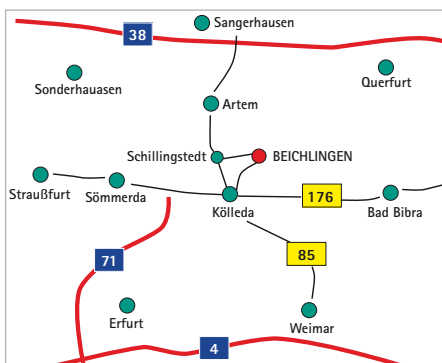 Sangerhausen
38
Sonderhauasen
Querfurt
Artem
Schillingstedt
BEICHLINGEN
Straußfurt
Sömmerda
Kölleda
176
Bad Bibra
71
85
Erfurt
Weimar
4